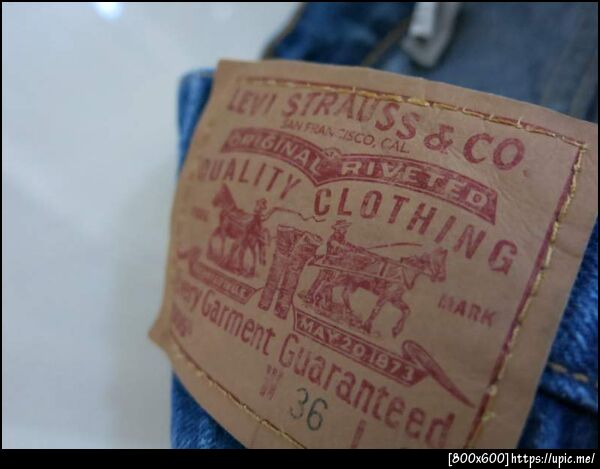 LEVI STRAUSS & CO.
SAN FRANCISCO, CAL.
ORIGINAL RIVETED
QUALITY CLOTHING
MARK
MAY 20, 1873
Garment Guaranteed
W 36 L
[800x600]https://upic.me/